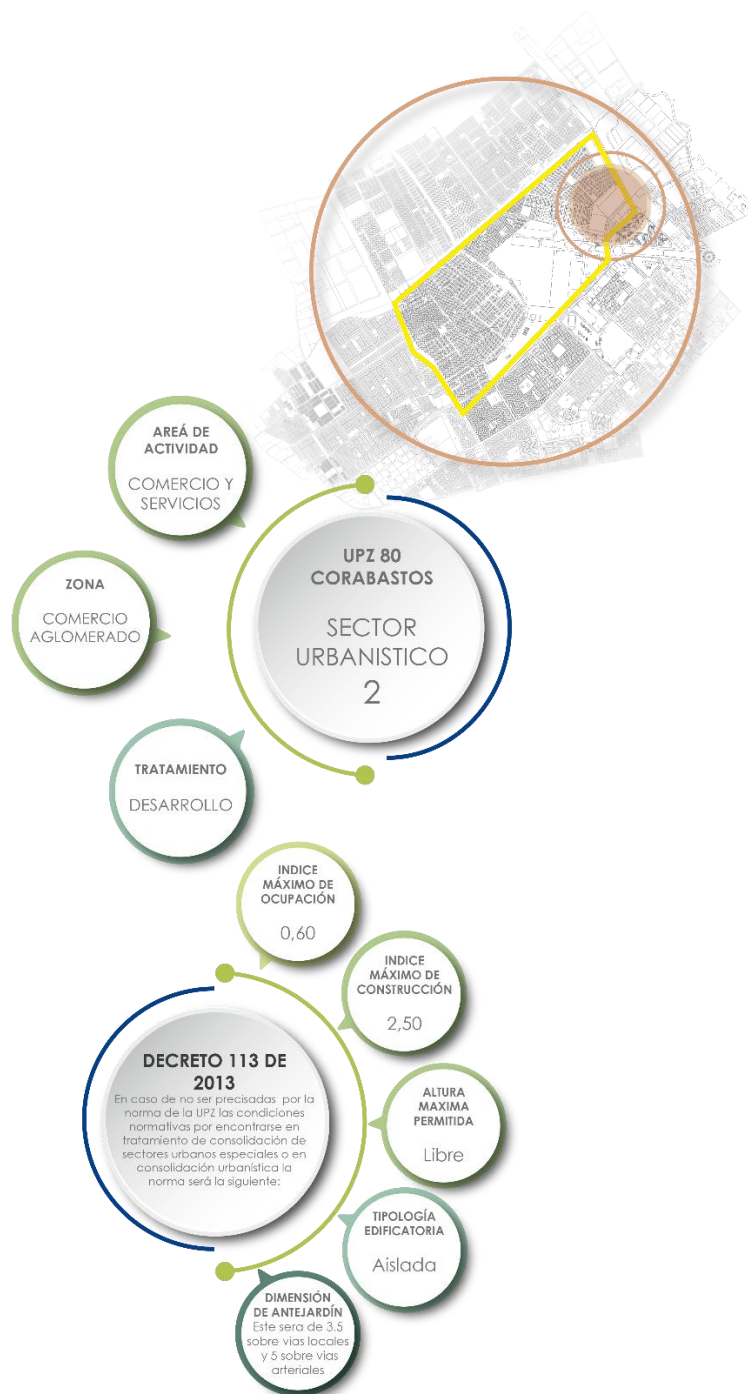 AREÁ DE
ACTIVIDAD
COMERCIO Y
SERVICIOS
ZONA
COMERCIO
AGLOMERADO
UPZ 80
CORABASTOS
SECTOR
URBANISTICO
2
TRATAMIENTO
DESARROLLO
INDICE
MÁXIMO DE
OCUPACIÓN
0,60
INDICE
MÁXIMO DE
CONSTRUCCIÓN
2,50
DECRETO 113 DE
2013
En caso de no ser precisadas por la
norma de la UPZ las condiciones
normativas por encontrarse en
tratamiento de consolidación de
sectores urbanos especiales o en
consolidación urbanística la
norma será la siguiente:
ALTURA
MAXIMA
PERMITIDA
Libre
TIPOLOGÍA
EDIFICATORIA
Aislada
DIMENSIÓN
DE ANTEJARDÍN
Este sera de 3.5
sobre vias locales
y 5 sobre vias
arteriales